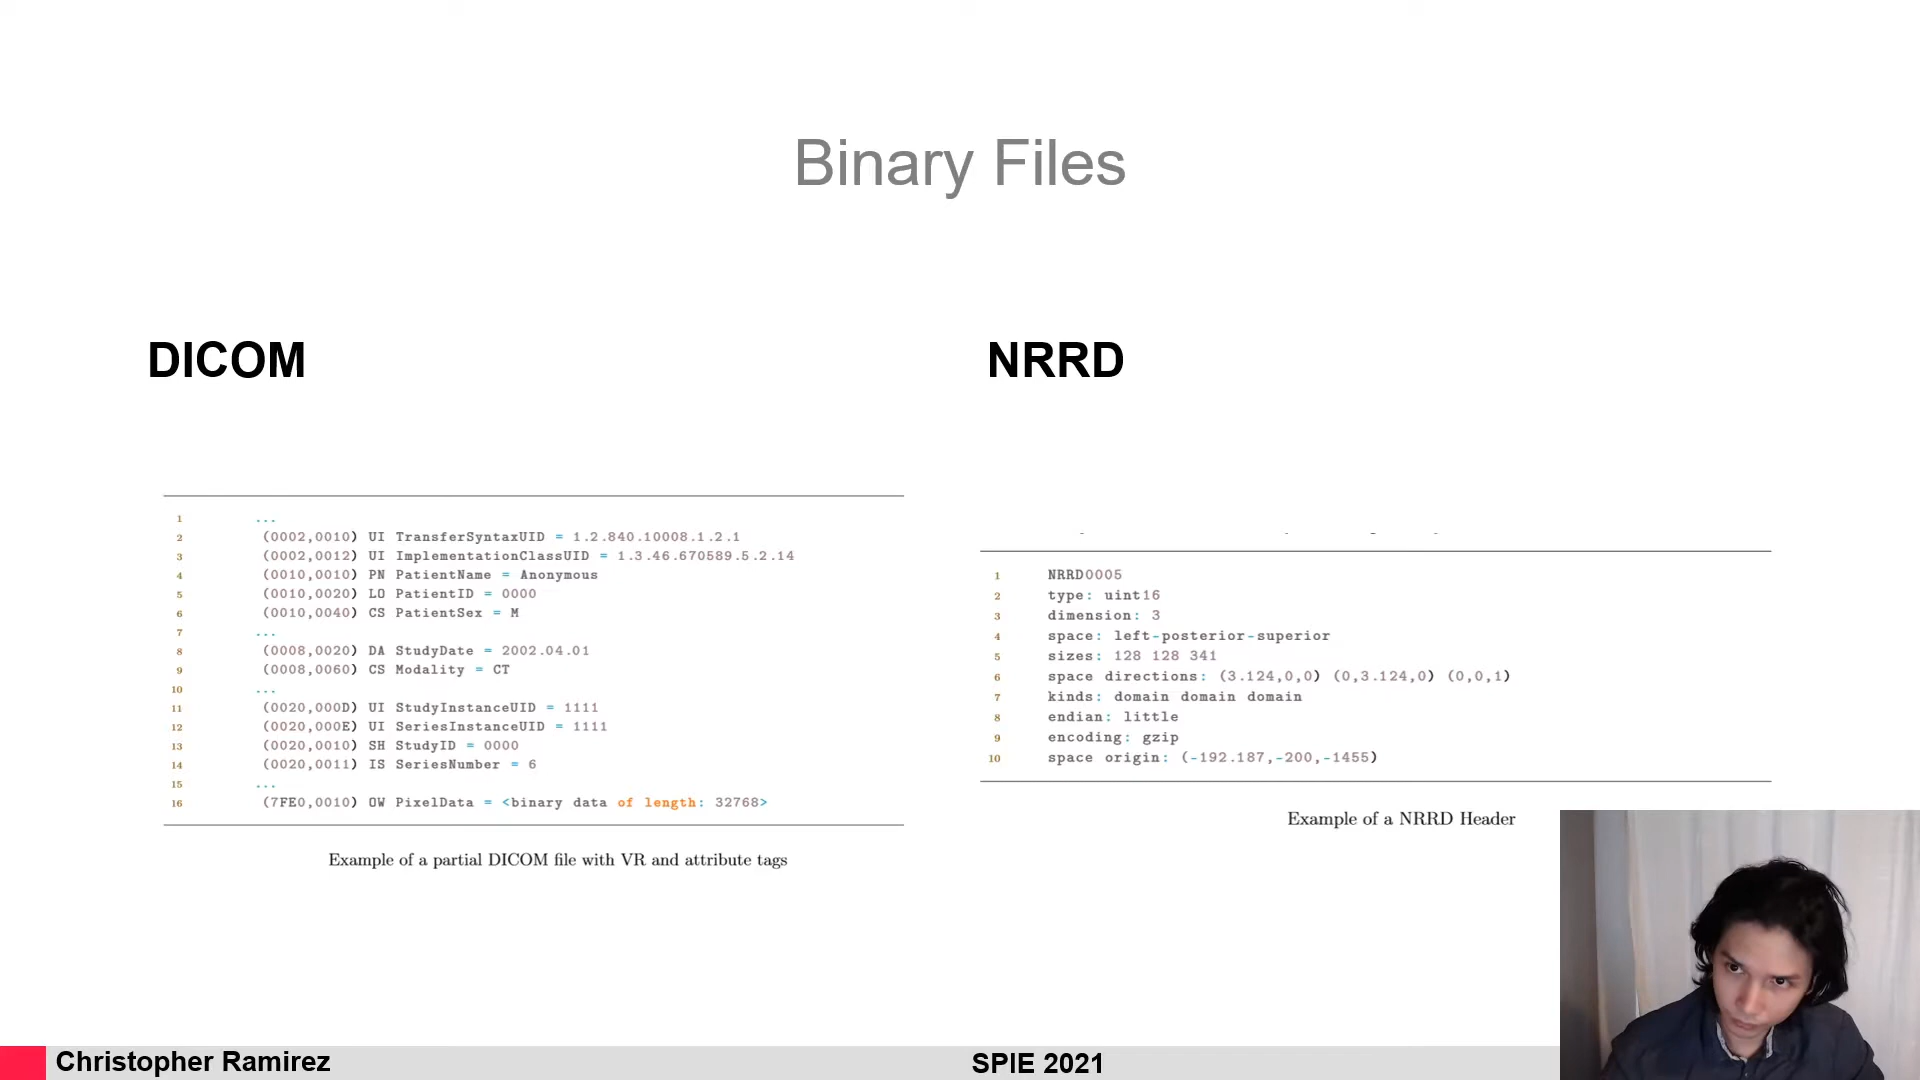 Binary Files
DICOM
1 ...
2 (0002,0010) UI TransferSyntaxUID = 1.2.840.10008.1.2.1
3 (0002,0012) UI ImplementationClassUID = 1.3.46.670589.5.2.14
4 (0010,0010) PN PatientName = Anonymous
5 (0010,0020) LO PatientID = 0000
6 (0010,0040) CS PatientSex = M
7 ...
8 (0008,0020) DA StudyDate = 2002.04.01
9 (0008,0060) CS Modality = CT
10 ...
11 (0020,000D) UI StudyInstanceUID = 1111
12 (0020,000E) UI SeriesInstanceUID = 1111
13 (0020,0010) SH StudyID = 0000
14 (0020,0011) IS SeriesNumber = 6
15 ...
16 (7FE0,0010) OW PixelData = <binary data of length: 32768>
Example of a partial DICOM file with VR and attribute tags
NRRD
1 NRRD0005
2 type: uint16
3 dimension: 3
4 space: left-posterior-superior
5 sizes: 128 128 341
6 space directions: (3.124,0,0) (0,3.124,0) (0,0,1)
7 kinds: domain domain domain
8 endian: little
9 encoding: gzip
10 space origin: (-192.187,-200,-1455)
Example of a NRRD Header
Christopher Ramirez
SPIE 2021